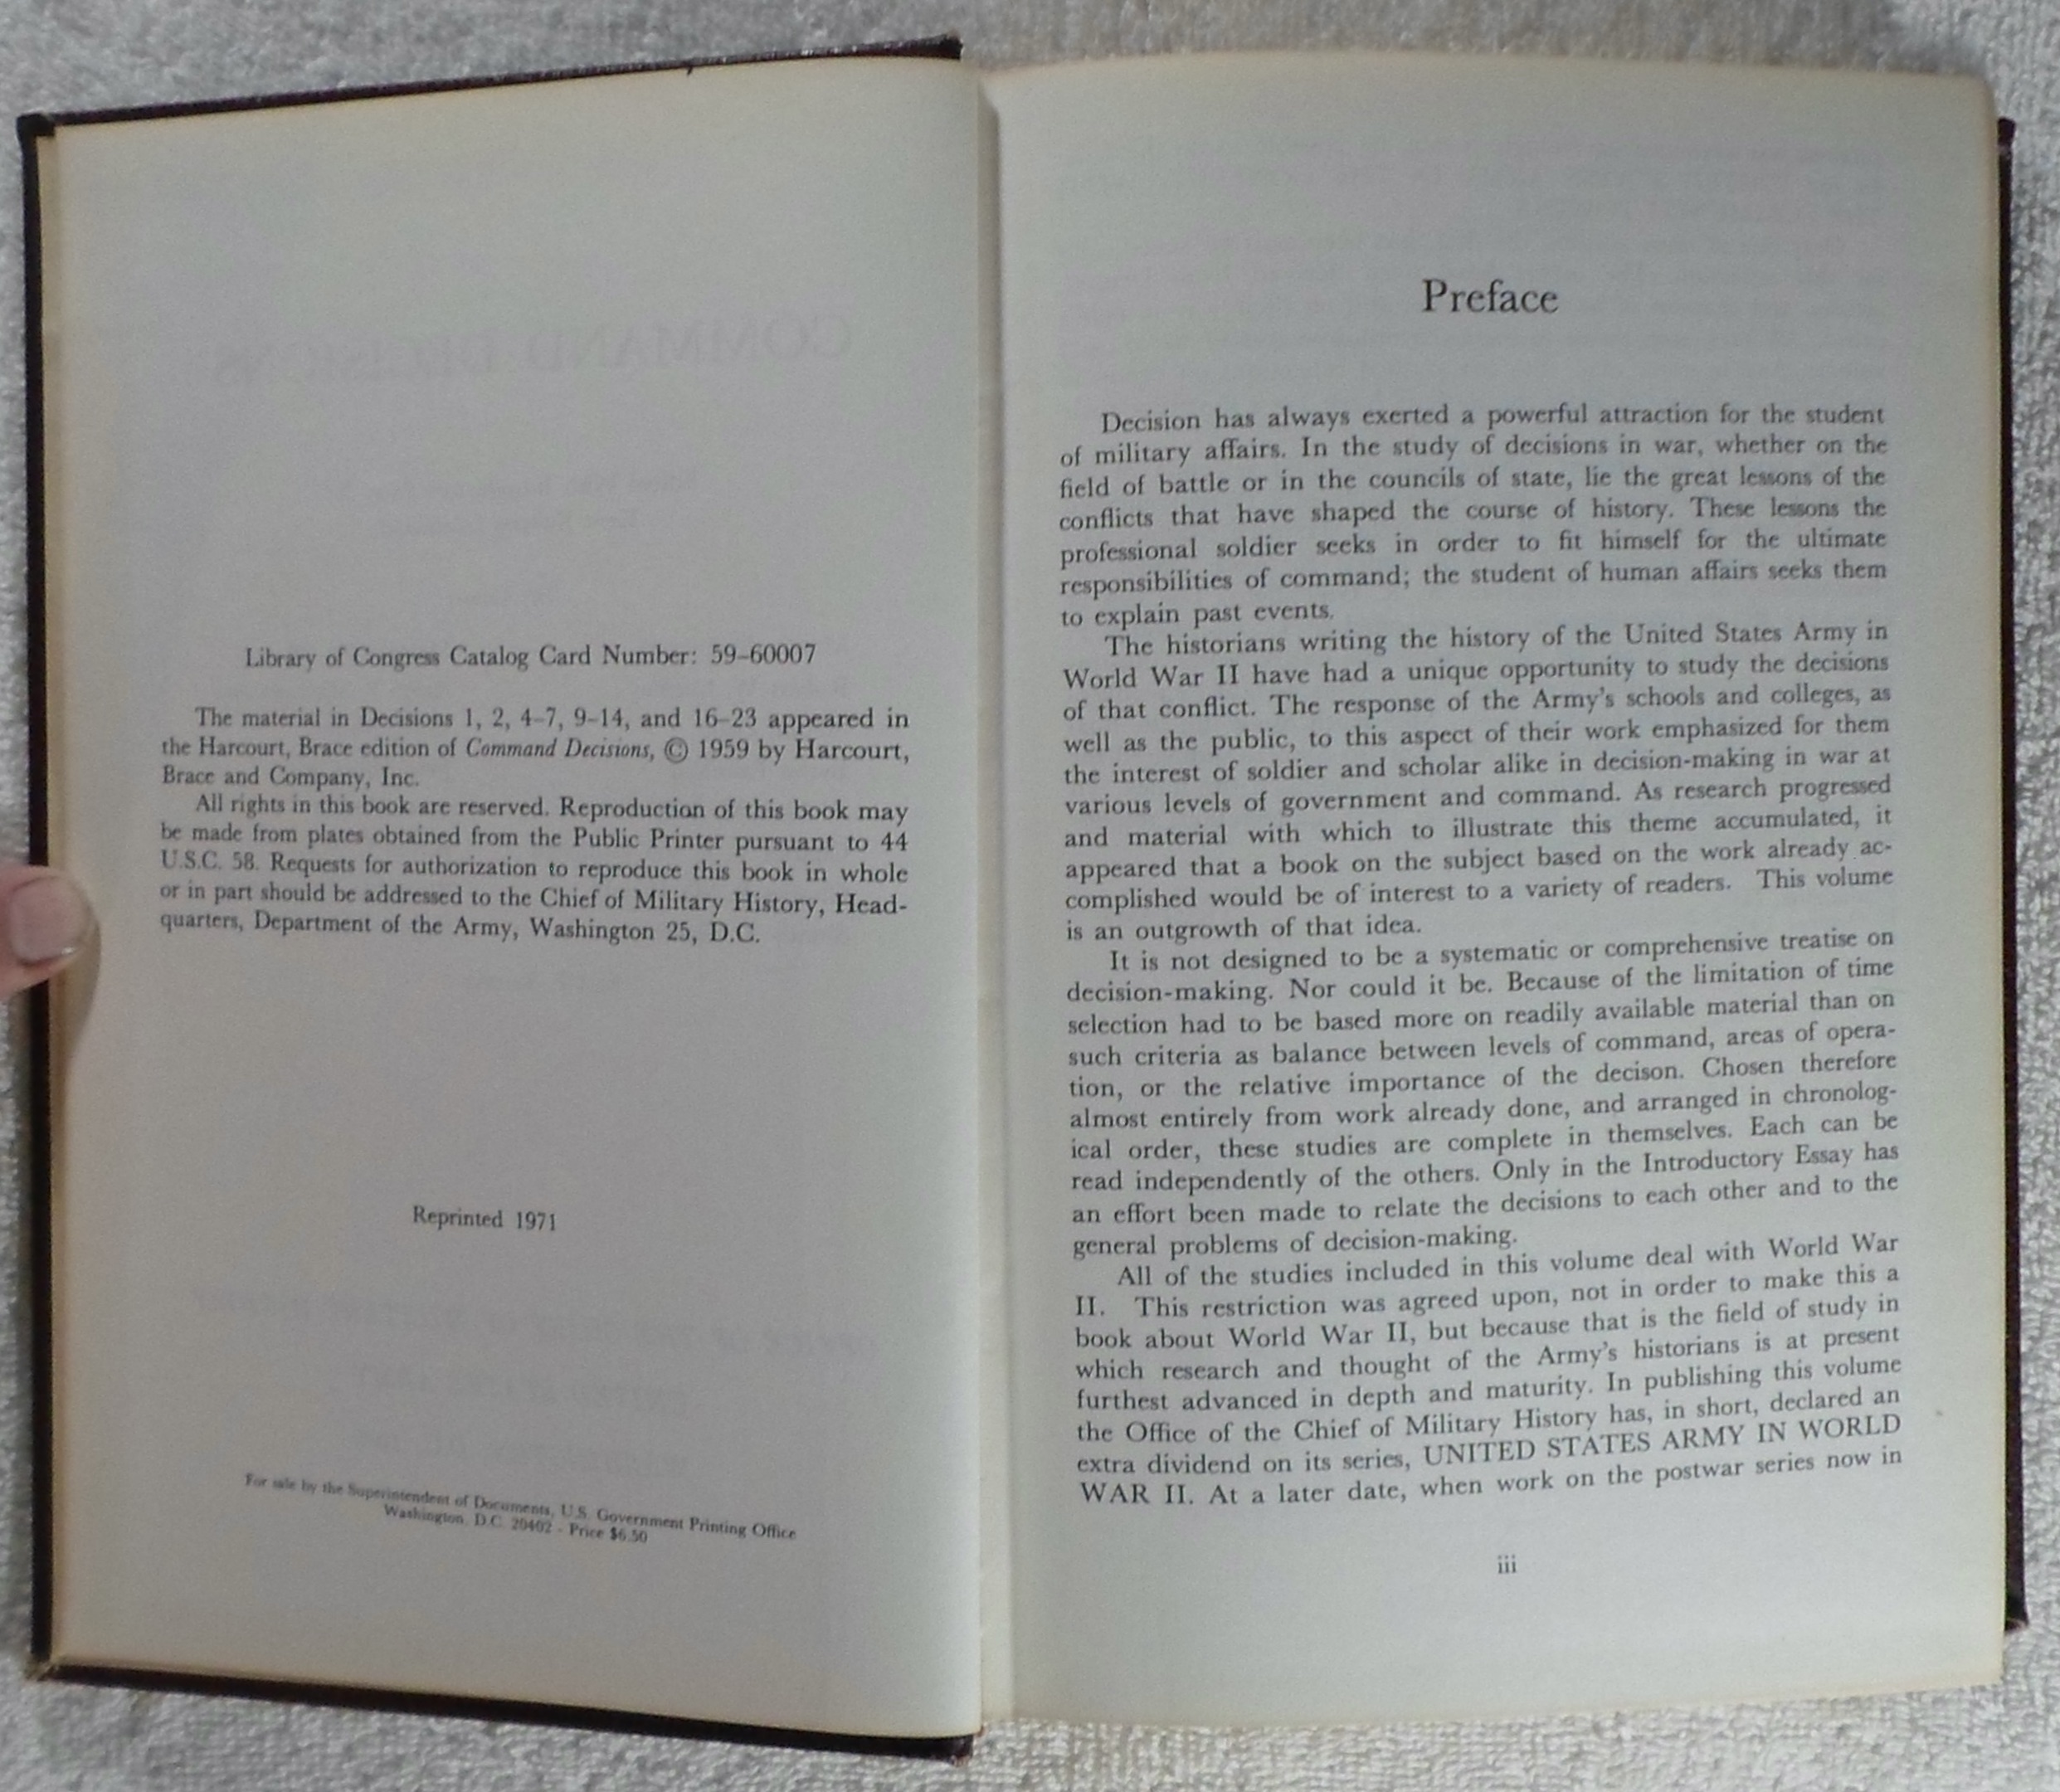 COMMAND DECISIONS
Library of Congress Catalog Card Number: 59-60007
The material in Decisions 1, 2, 4-7, 9-14, and 16-23 appeared in
the Harcourt, Brace edition of Command Decisions, © 1959 by Harcourt,
Brace and Company, Inc.
All rights in this book are reserved. Reproduction of this book may
be made from plates obtained from the Public Printer pursuant to 44
U.S.C. 58. Requests for authorization to reproduce this book in whole
or in part should be addressed to the Chief of Military History, Head-
quarters, Department of the Army, Washington 25, D.C.
Reprinted 1971
For sale by the Superintendent of Documents, U.S. Government Printing Office
Washington, D.C. 20402 - Price $6.50
Preface
Decision has always exerted a powerful attraction for the student
of military affairs. In the study of decisions in war, whether on the
field of battle or in the councils of state, lie the great lessons of the
conflicts that have shaped the course of history. These lessons the
professional soldier seeks in order to fit himself for the ultimate
responsibilities of command; the student of human affairs seeks them
to explain past events.
The historians writing the history of the United States Army in
World War II have had a unique opportunity to study the decisions
of that conflict. The response of the Army's schools and colleges, as
well as the public, to this aspect of their work emphasized for them
the interest of soldier and scholar alike in decision-making in war at
various levels of government and command. As research progressed
and material with which to illustrate this theme accumulated, it
appeared that a book on the subject based on the work already ac-
complished would be of interest to a variety of readers. This volume
is an outgrowth of that idea.
It is not designed to be a systematic or comprehensive treatise on
decision-making. Nor could it be. Because of the limitation of time
selection had to be based more on readily available material than on
such criteria as balance between levels of command, areas of opera-
tion, or the relative importance of the decison. Chosen therefore
almost entirely from work already done, and arranged in chronolog-
ical order, these studies are complete in themselves. Each can be
read independently of the others. Only in the Introductory Essay has
an effort been made to relate the decisions to each other and to the
general problems of decision-making.
All of the studies included in this volume deal with World War
II. This restriction was agreed upon, not in order to make this a
book about World War II, but because that is the field of study in
which research and thought of the Army's historians is at present
furthest advanced in depth and maturity. In publishing this volume
the Office of the Chief of Military History has, in short, declared an
extra dividend on its series, UNITED STATES ARMY IN WORLD
WAR II. At a later date, when work on the postwar series now in
iii